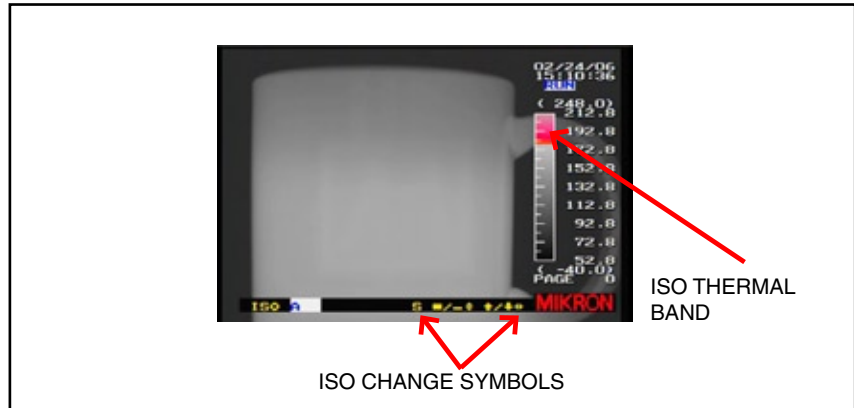 02/24/06
15:10:36
RUN
( 248.0)
212.8
192.8
172.8
152.9
132.8
112.8
92.8
72.8
52.8
( -40.0)
PAGE 0
ISO A S
MIKRON
ISO THERMAL
BAND
ISO CHANGE SYMBOLS